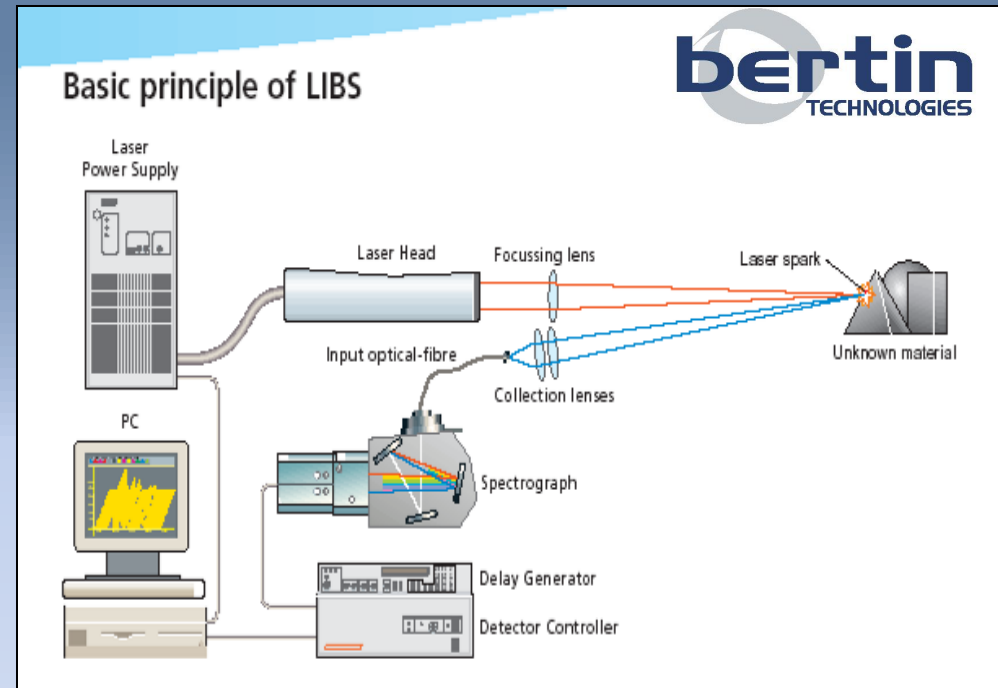 bertin
TECHNOLOGIES
Basic principle of LIBS
Laser
Power Supply
Laser Head
Focussing lens
Laser spark
Input optical-fibre
Unknown material
Collection lenses
PC
Spectrograph
Delay Generator
Detector Controller